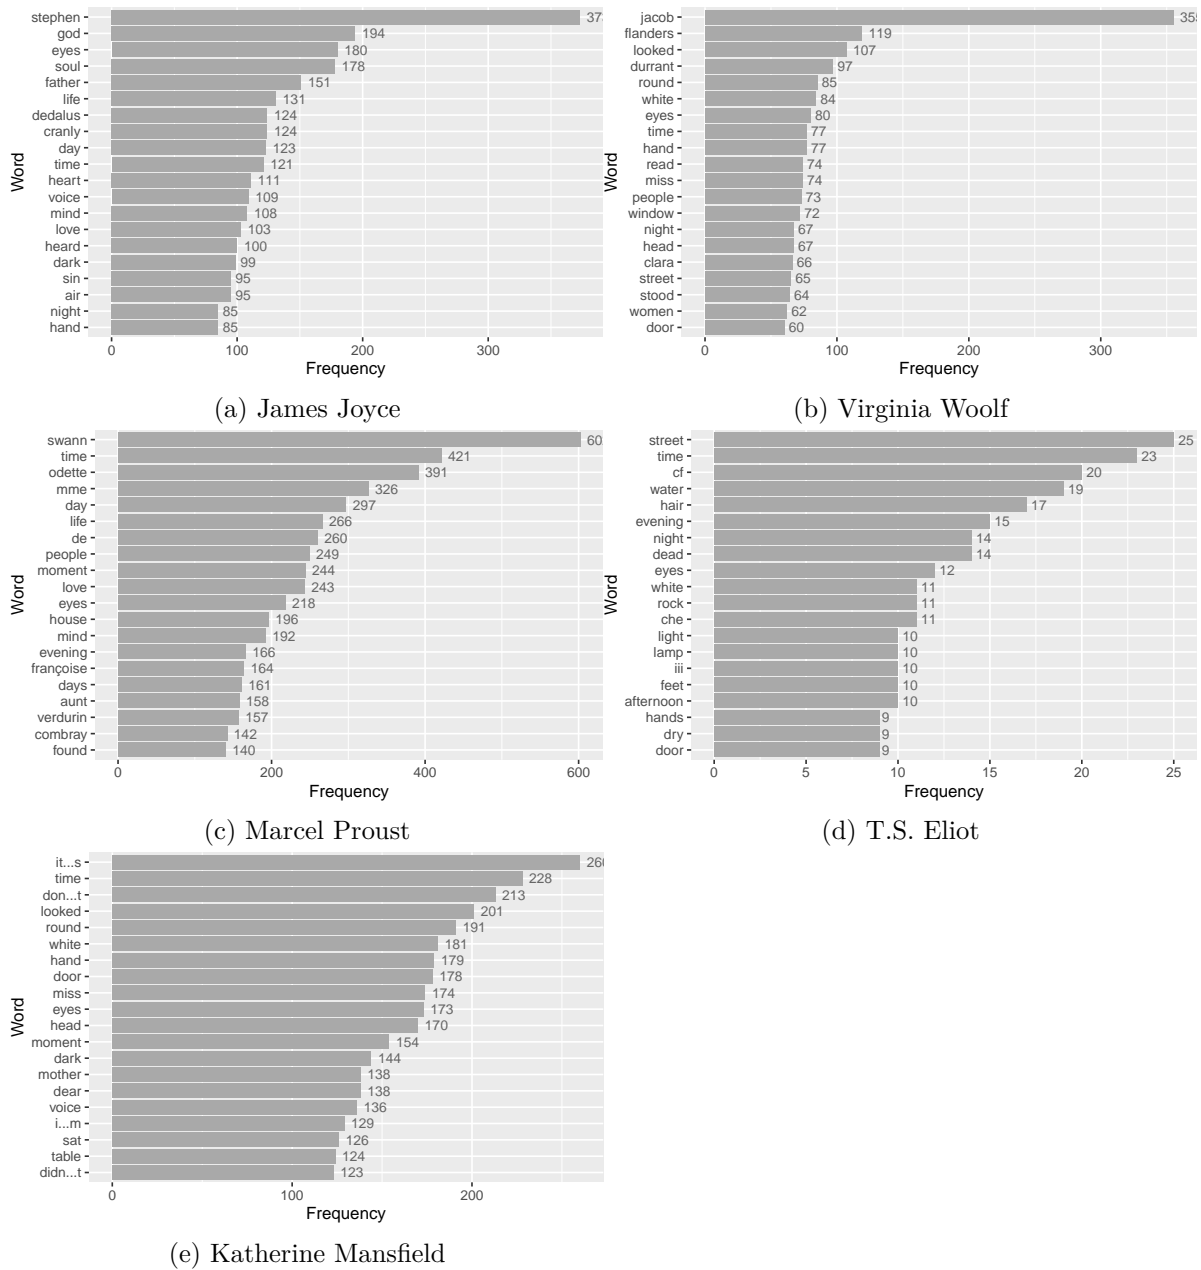 stephen 373
god 194
eyes 180
soul 178
father 151
life 131
dedalus 124
cranly 124
day 123
time 121
heart 111
voice 109
mind 108
love 103
heard 100
dark 99
sin 95
air 95
night 85
hand 85
Word
0 100 200 300
Frequency
(a) James Joyce
jacob 355
flanders 119
looked 107
durrant 97
round 85
white 84
eyes 80
time 77
hand 77
read 74
miss 74
people 73
window 72
night 67
head 67
clara 66
street 65
stood 64
women 62
door 60
Word
0 100 200 300
Frequency
(b) Virginia Woolf
swann 60
time 421
odette 391
mme 326
day 297
life 266
de 260
people 249
moment 244
love 243
eyes 218
house 196
mind 192
evening 166
françoise 164
days 161
aunt 158
verdurin 157
combray 142
found 140
Word
0 200 400 600
Frequency
(c) Marcel Proust
street 25
time 23
cf 20
water 19
hair 17
evening 15
night 14
dead 14
eyes 12
white 11
rock 11
che 11
light 10
lamp 10
iii 10
feet 10
afternoon 10
hands 9
dry 9
door 9
Word
0 5 10 15 20 25
Frequency
(d) T.S. Eliot
it...s 260
time 228
don...t 213
looked 201
round 191
white 181
hand 179
door 178
miss 174
eyes 173
head 170
moment 154
dark 144
mother 138
dear 138
voice 136
i...m 129
sat 126
table 124
didn...t 123
Word
0 100 200
Frequency
(e) Katherine Mansfield